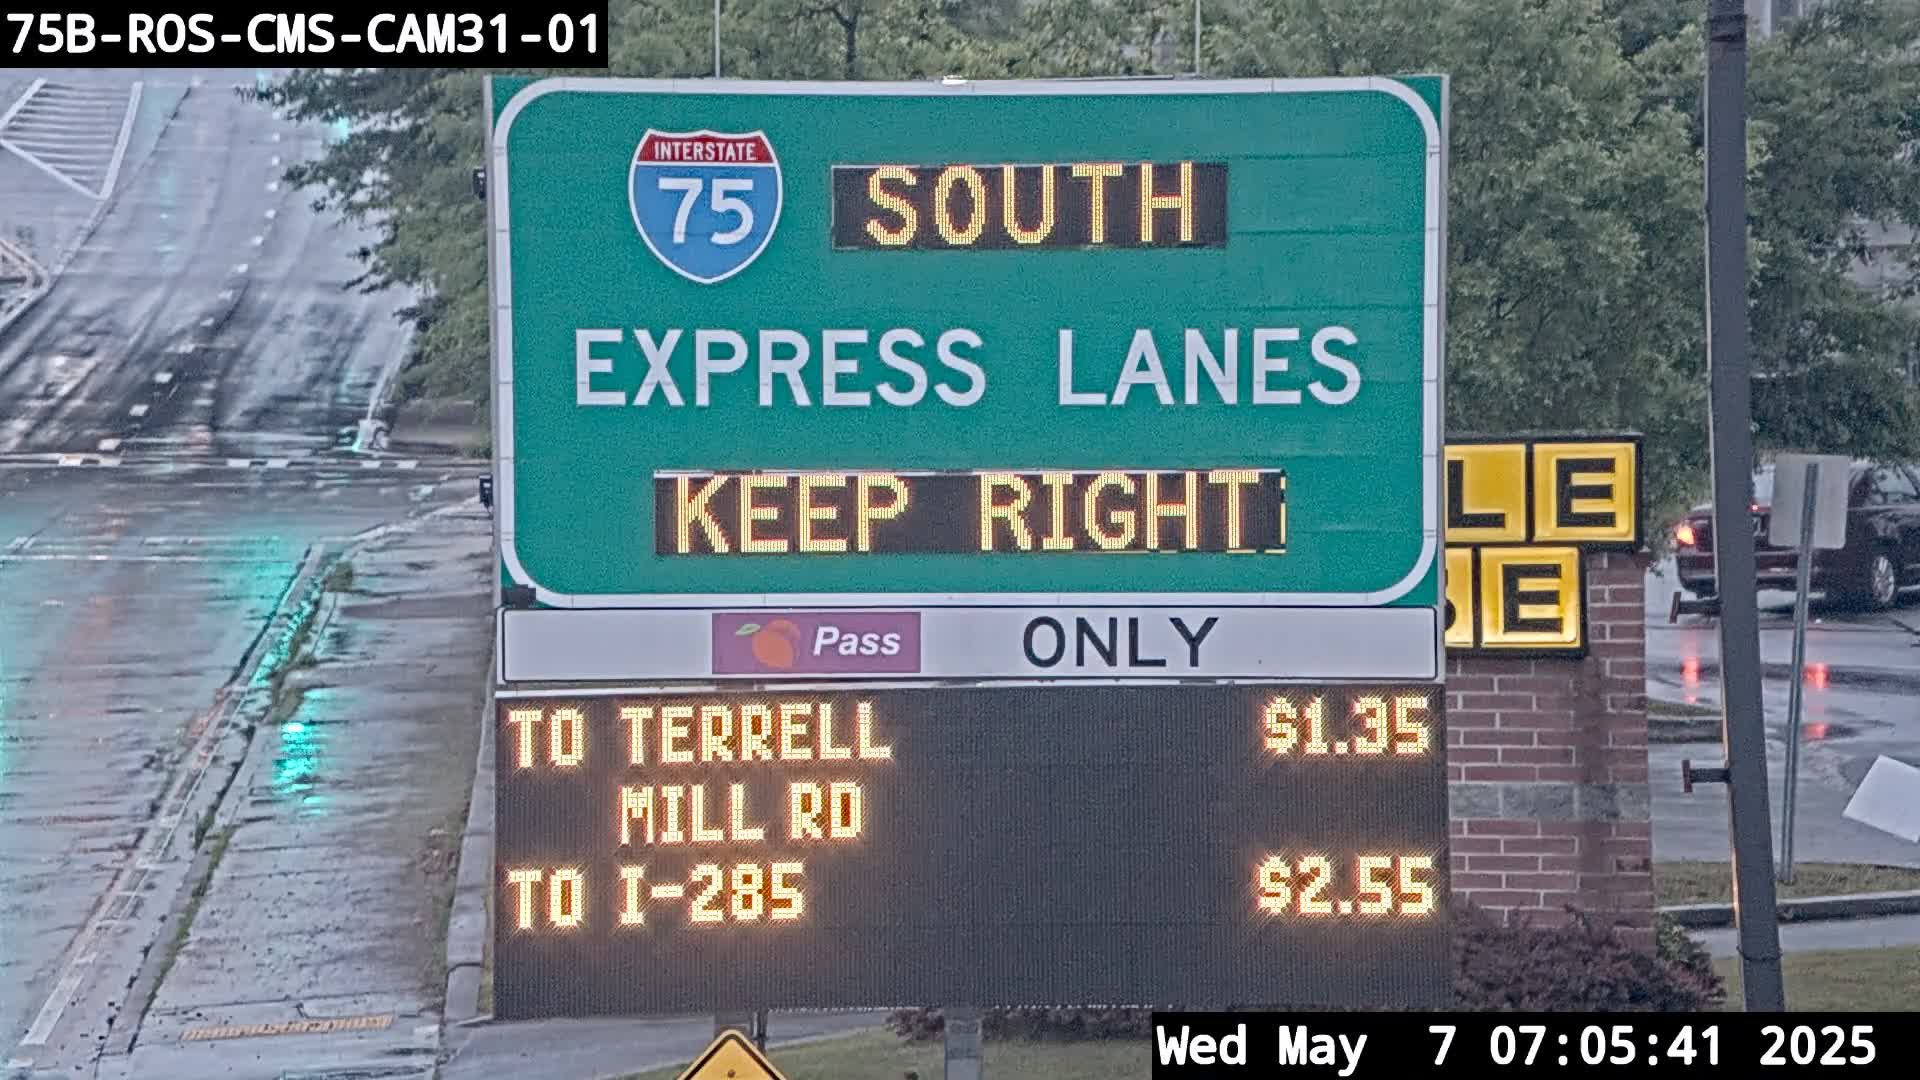 75B-ROS-CMS-CAM31-01
INTERSTATE
75
SOUTH
EXPRESS LANES
KEEP RIGHT
Pass ONLY
TO TERRELL $1.35
MILL RD
TO I-285 $2.55
LE
E
Wed May 7 07:05:41 2025